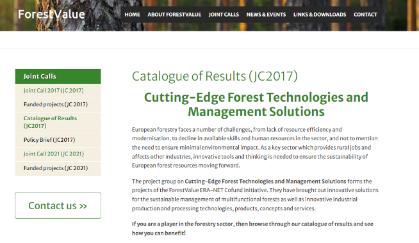 ForestValue
HOME ABOUT FORESTVALUE JOINT CALLS NEWS & EVENTS LINKS & DOWNLOADS CONTACT
Joint Calls
Joint Call 2017 (JC 2017)
Funded projects (JC 2017)
Catalogue of Results
(JC2017)
Policy Brief (JC2017)
Joint Call 2021 (JC 2021)
Funded projects (JC 2021)
Contact us »
Catalogue of Results (JC2017)
Cutting-Edge Forest Technologies and
Management Solutions
European forestry faces a number of challenges, from lack of resource efficiency and
modernisation, to decline in available skills and human resources in the sector, and not to mention
the need to ensure minimal environmental impact. As a key sector which provides rural jobs and
affects other industries, innovative tools and thinking is needed to ensure the sustainability of
European forest resources moving forward.
The project group on Cutting-Edge Forest Technologies and Management Solutions forms the
projects of the ForestValue ERA-NET Cofund Initiative. They have brought out innovative solutions
for the sustainable management of multifunctional forests as well as innovative industrial
production and processing technologies, products, concepts and services.
If you are a player in the forestry sector, then browse through our catalogue of results and see
how you can benefit!